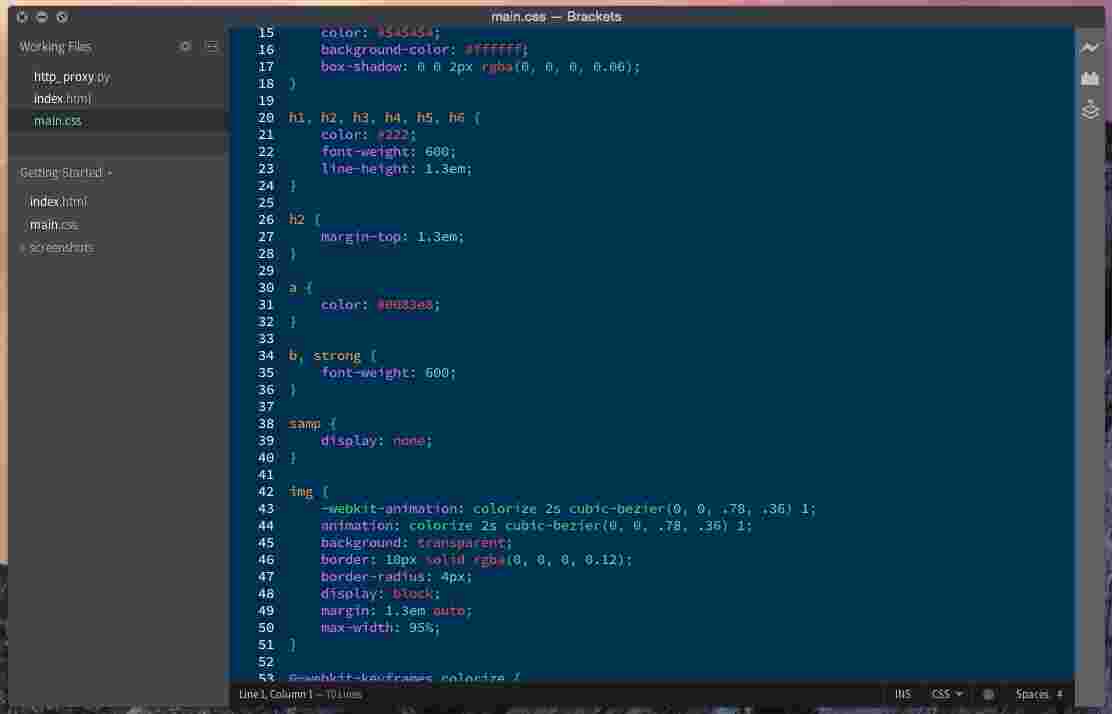 main.css — Brackets
Working Files
http_proxy.py
index.html
main.css
Getting Started
index.html
main.css
screenshots
15 color: #545454;
16 background-color: #ffffff;
17 box-shadow: 0 0 2px rgba(0, 0, 0, 0.06);
18 }
19
20 h1, h2, h3, h4, h5, h6 {
21 color: #222;
22 font-weight: 600;
23 line-height: 1.3em;
24 }
25
26 h2 {
27 margin-top: 1.3em;
28 }
29
30 a {
31 color: #0083e8;
32 }
33
34 b, strong {
35 font-weight: 600;
36 }
37
38 samp {
39 display: none;
40 }
41
42 img {
43 -webkit-animation: colorize 2s cubic-bezier(0, 0, .78, .36) 1;
44 animation: colorize 2s cubic-bezier(0, 0, .78, .36) 1;
45 background: transparent;
46 border: 10px solid rgba(0, 0, 0, 0.12);
47 border-radius: 4px;
48 display: block;
49 margin: 1.3em auto;
50 max-width: 95%;
51 }
52
53 @-webkit-keyframes colorize {
Line 1, Column 1 — 70 Lines
INS CSS Spaces: 4